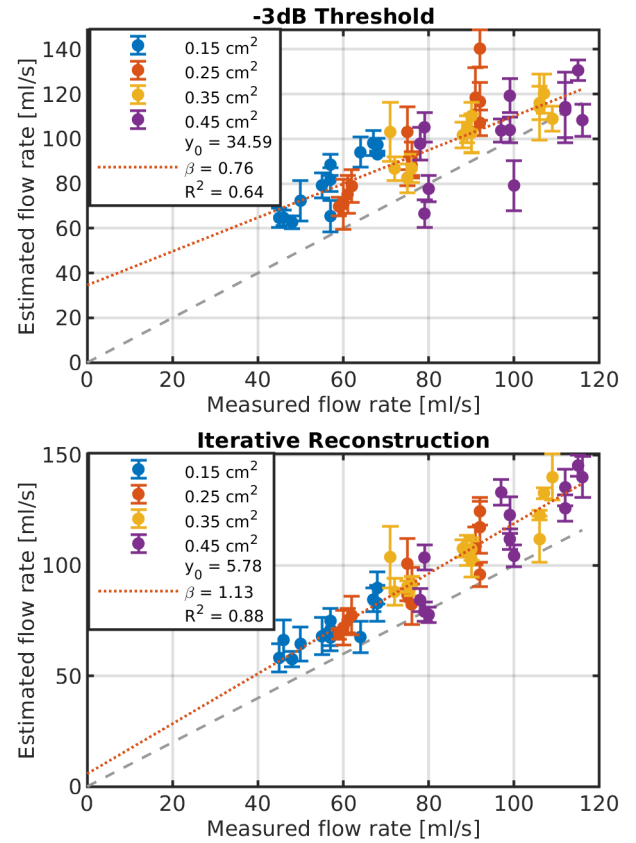 -3dB Threshold
140
120
100
80
60
40
20
0
Estimated flow rate [ml/s]
0.15 cm²
0.25 cm²
0.35 cm²
0.45 cm²
y₀ = 34.59
β = 0.76
R² = 0.64
0 20 40 60 80 100 120
Measured flow rate [ml/s]
Iterative Reconstruction
150
100
50
0
Estimated flow rate [ml/s]
0.15 cm²
0.25 cm²
0.35 cm²
0.45 cm²
y₀ = 5.78
β = 1.13
R² = 0.88
0 20 40 60 80 100 120
Measured flow rate [ml/s]